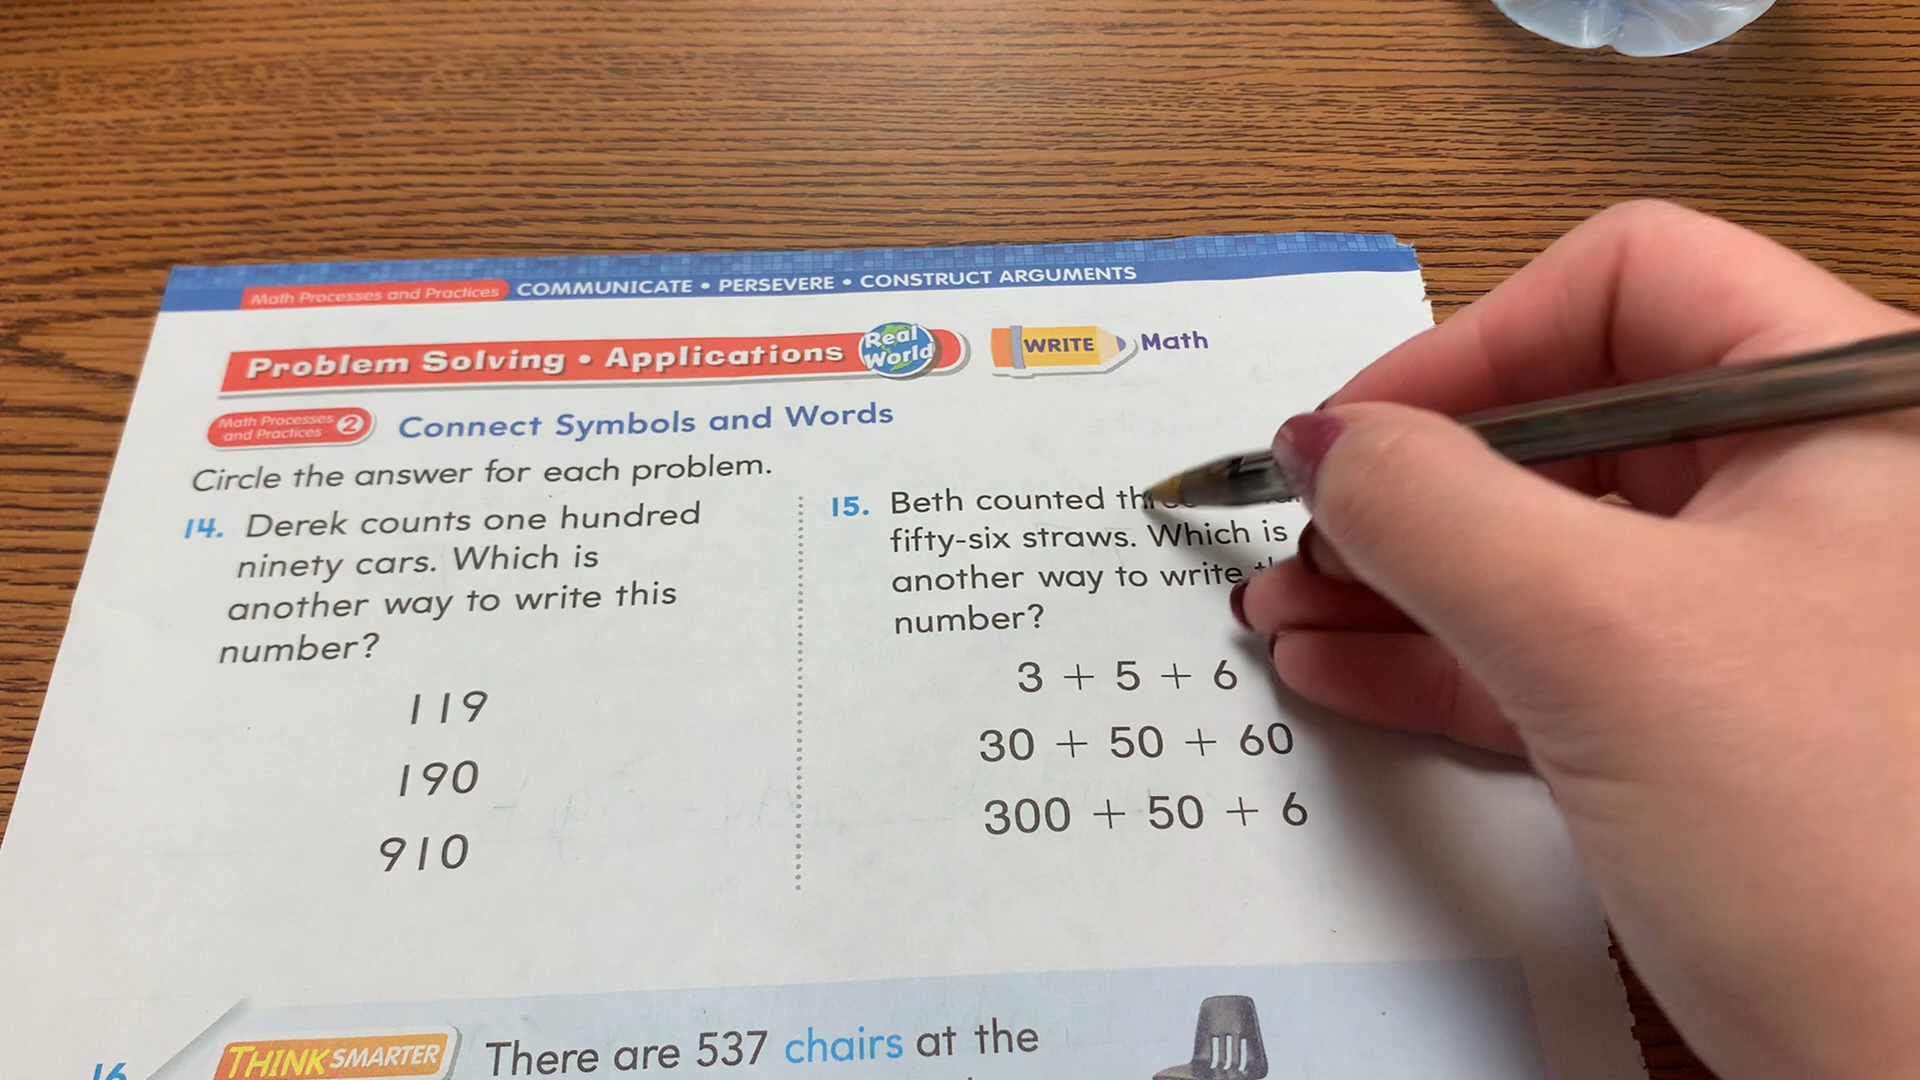 Math Processes and Practices COMMUNICATE • PERSEVERE • CONSTRUCT ARGUMENTS
Problem Solving • Applications Real World WRITE Math
Math Processes and Practices 2 Connect Symbols and Words
Circle the answer for each problem.
14. Derek counts one hundred
ninety cars. Which is
another way to write this
number?
119
190
910
15. Beth counted
fifty-six straws. Which is
another way to write
number?
3 + 5 + 6
30 + 50 + 60
300 + 50 + 6
16
THINK SMARTER There are 537 chairs at the